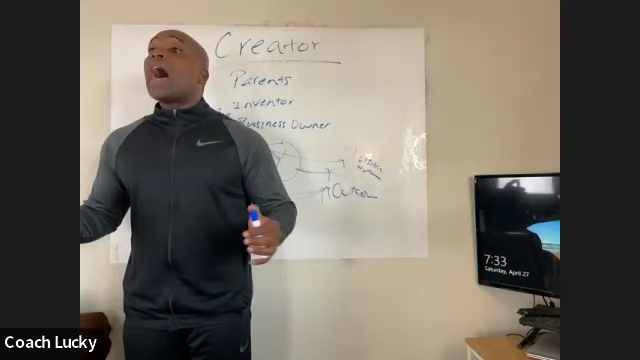 Creator
Parents
Inventor
Business Owner
Outcome
7:33
Saturday, April 27
Coach Lucky